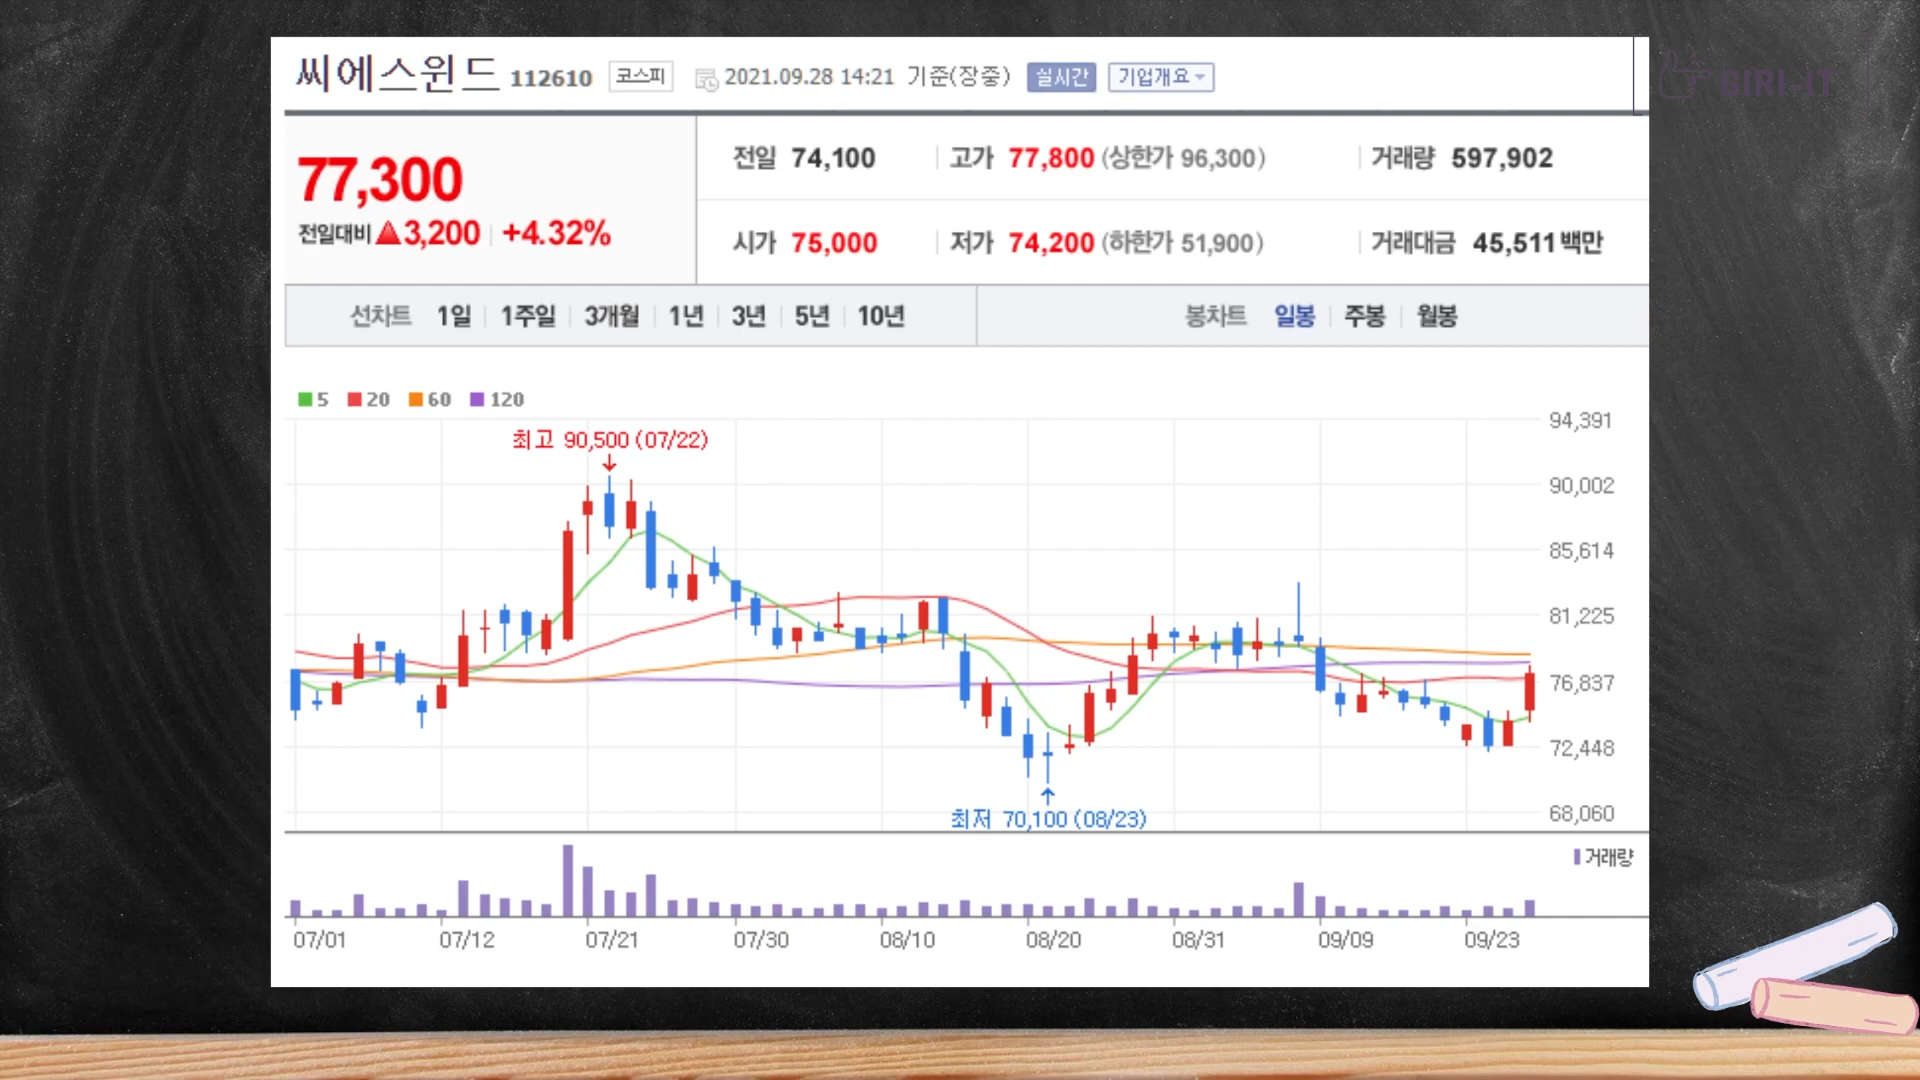 씨에스윈드 112610 코스피 2021.09.28 14:21 기준(장중) 실시간 기업개요
GIRI-IT
77,300
전일대비 ▲3,200 +4.32%
전일 74,100 고가 77,800 (상한가 96,300) 거래량 597,902
시가 75,000 저가 74,200 (하한가 51,900) 거래대금 45,511 백만
선차트 1일 1주일 3개월 1년 3년 5년 10년 봉차트 일봉 주봉 월봉
5 20 60 120
94,391
최고 90,500 (07/22)
90,002
85,614
81,225
76,837
72,448
68,060
최저 70,100 (08/23)
거래량
07/01 07/12 07/21 07/30 08/10 08/20 08/31 09/09 09/23